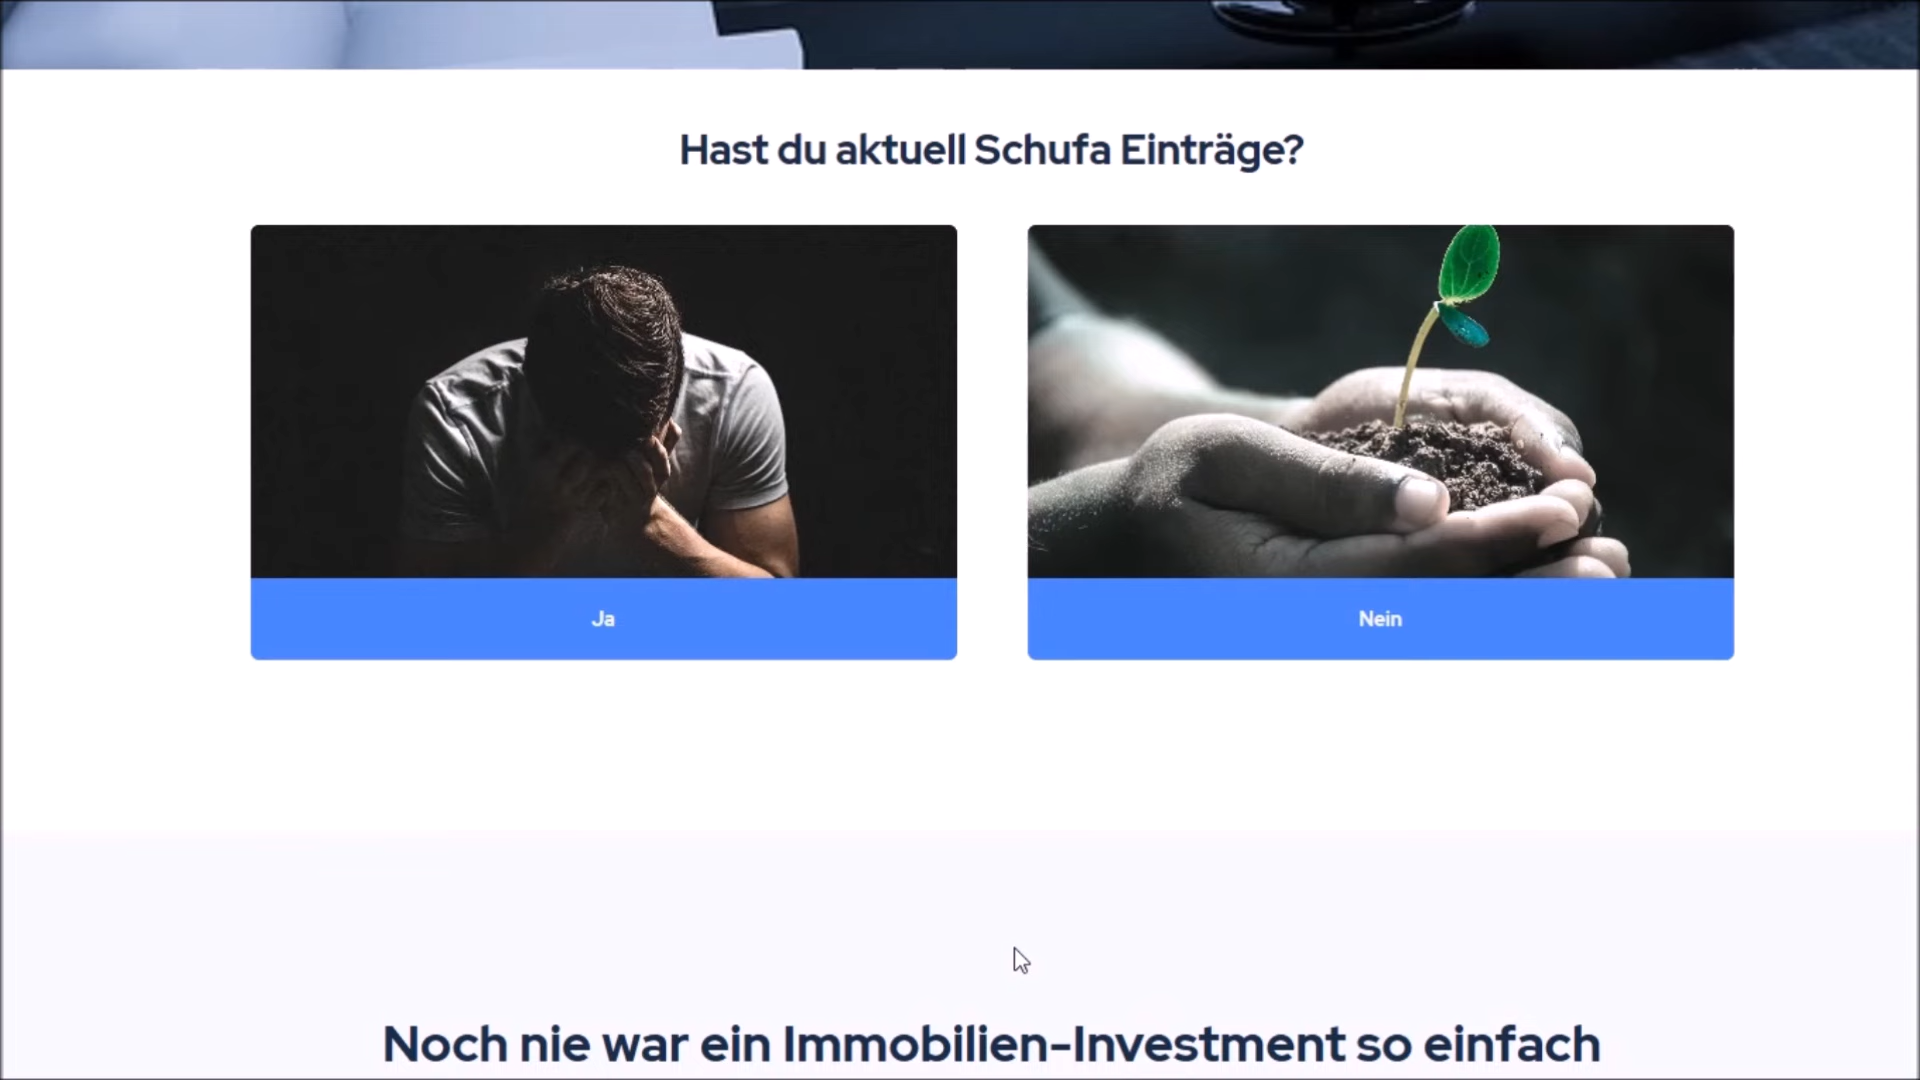 Hast du aktuell Schufa Einträge?
Ja
Nein
Noch nie war ein Immobilien-Investment so einfach